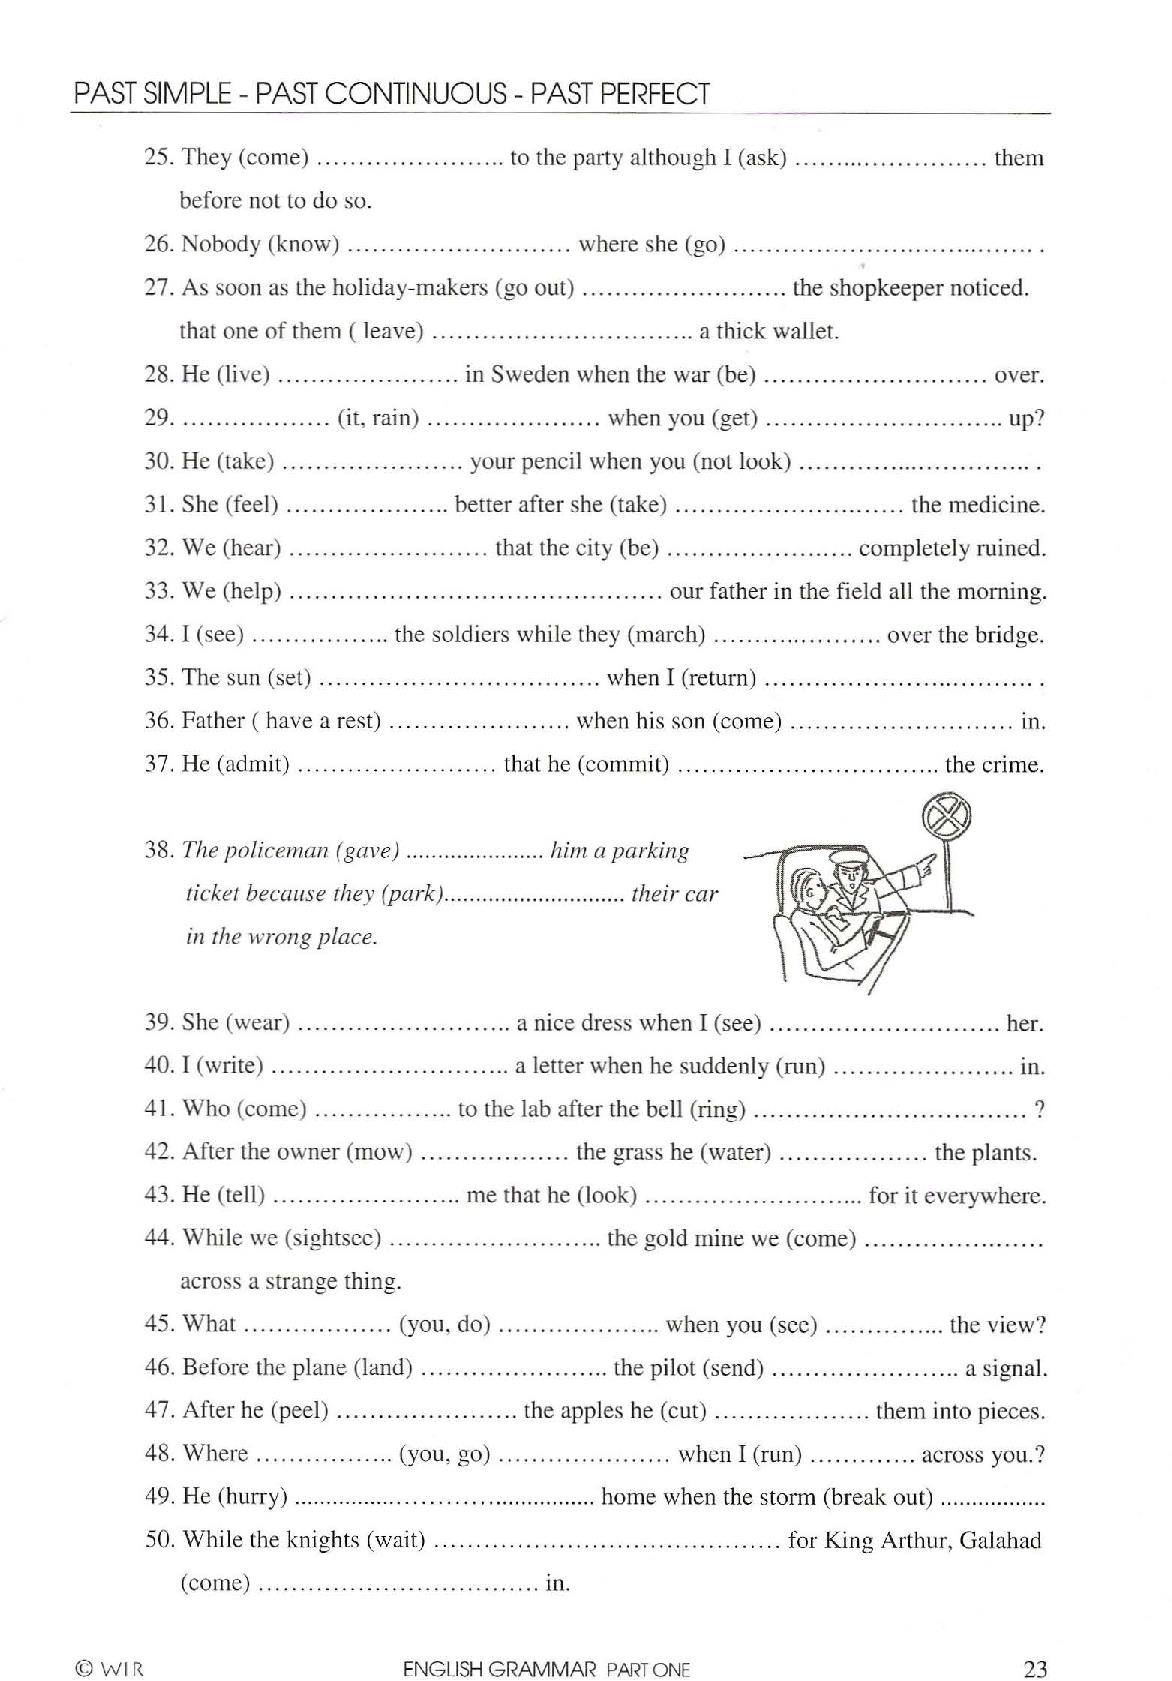 PAST SIMPLE - PAST CONTINUOUS - PAST PERFECT
25. They (come) ....................... to the party although I (ask) ........................ them
before not to do so.
26. Nobody (know) ........................... where she (go) ..................................... .
27. As soon as the holiday-makers (go out) ......................... the shopkeeper noticed.
that one of them ( leave) ................................ a thick wallet.
28. He (live) ...................... in Sweden when the war (be) ........................... over.
29. .................. (it, rain) ..................... when you (get) ............................. up?
30. He (take) ...................... your pencil when you (not look) ............................ .
31. She (feel) .................... better after she (take) ............................ the medicine.
32. We (hear) ........................ that the city (be) ....................... completely ruined.
33. We (help) ............................................. our father in the field all the morning.
34. I (see) ................. the soldiers while they (march) ..................... over the bridge.
35. The sun (set) .................................. when I (return) ................................. .
36. Father ( have a rest) ...................... when his son (come) ........................... in.
37. He (admit) ........................ that he (commit) ................................ the crime.
38. The policeman (gave) ...................... him a parking
ticket because they (park)............................. their car
in the wrong place.
39. She (wear) .......................... a nice dress when I (see) ............................ her.
40. I (write) ............................. a letter when he suddenly (run) ...................... in.
41. Who (come) ................. to the lab after the bell (ring) ................................. ?
42. After the owner (mow) .................. the grass he (water) .................. the plants.
43. He (tell) ....................... me that he (look) .......................... for it everywhere.
44. While we (sightsee) .......................... the gold mine we (come) ......................
across a strange thing.
45. What .................. (you, do) .................... when you (see) ............... the view?
46. Before the plane (land) ....................... the pilot (send) ....................... a signal.
47. After he (peel) ...................... the apples he (cut) ................... them into pieces.
48. Where ................. (you, go) ..................... when I (run) ............. across you.?
49. He (hurry) ............................................. home when the storm (break out) .................
50. While the knights (wait) .......................................... for King Arthur, Galahad
(come) .................................. in.
© WIR ENGLISH GRAMMAR PART ONE 23